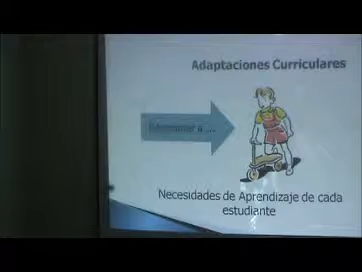 Adaptaciones Curriculares
a ...
Necesidades de Aprendizaje de cada
estudiante